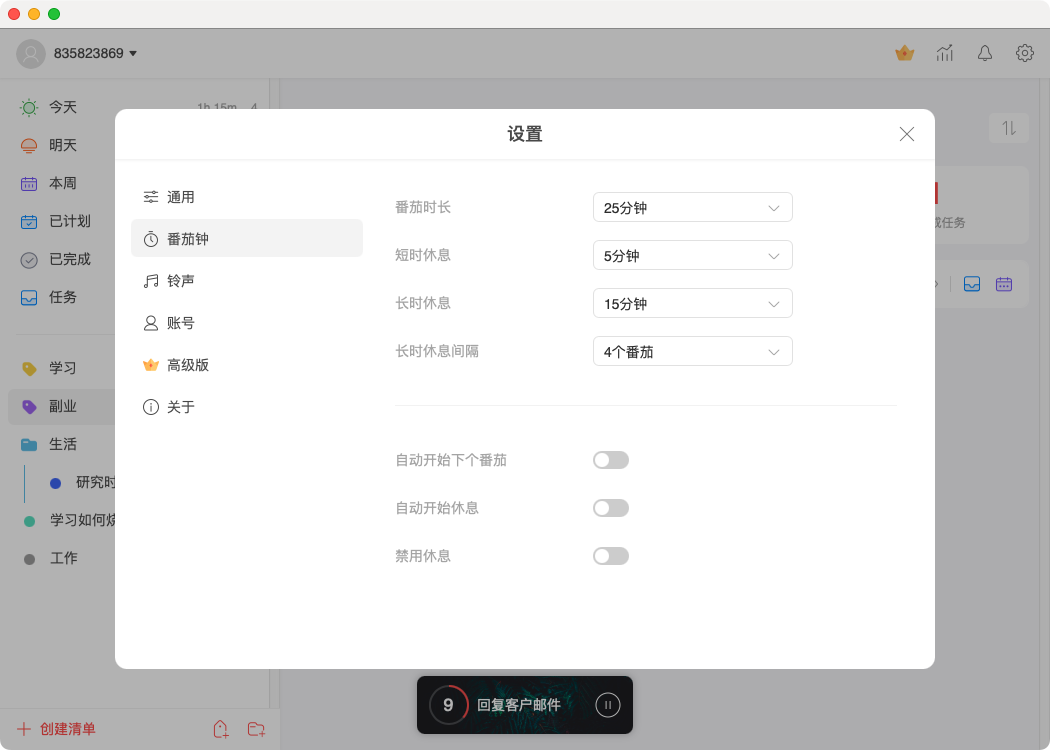 835823869
今天
1h 15m 4
明天
本周
已计划
已完成
任务
学习
副业
生活
研究时
学习如何烧
工作
创建清单
设置
通用
番茄钟
铃声
账号
高级版
关于
番茄时长
25分钟
短时休息
5分钟
长时休息
15分钟
长时休息间隔
4个番茄
自动开始下个番茄
自动开始休息
禁用休息
成任务
9
回复客户邮件